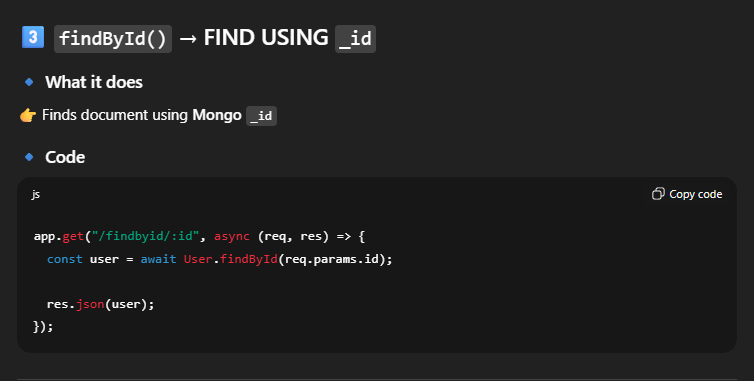 3 findById() → FIND USING _id
🔹 What it does
👉 Finds document using Mongo _id
🔹 Code
js Copy code
app.get("/findbyid/:id", async (req, res) => {
  const user = await User.findById(req.params.id);
  res.json(user);
});